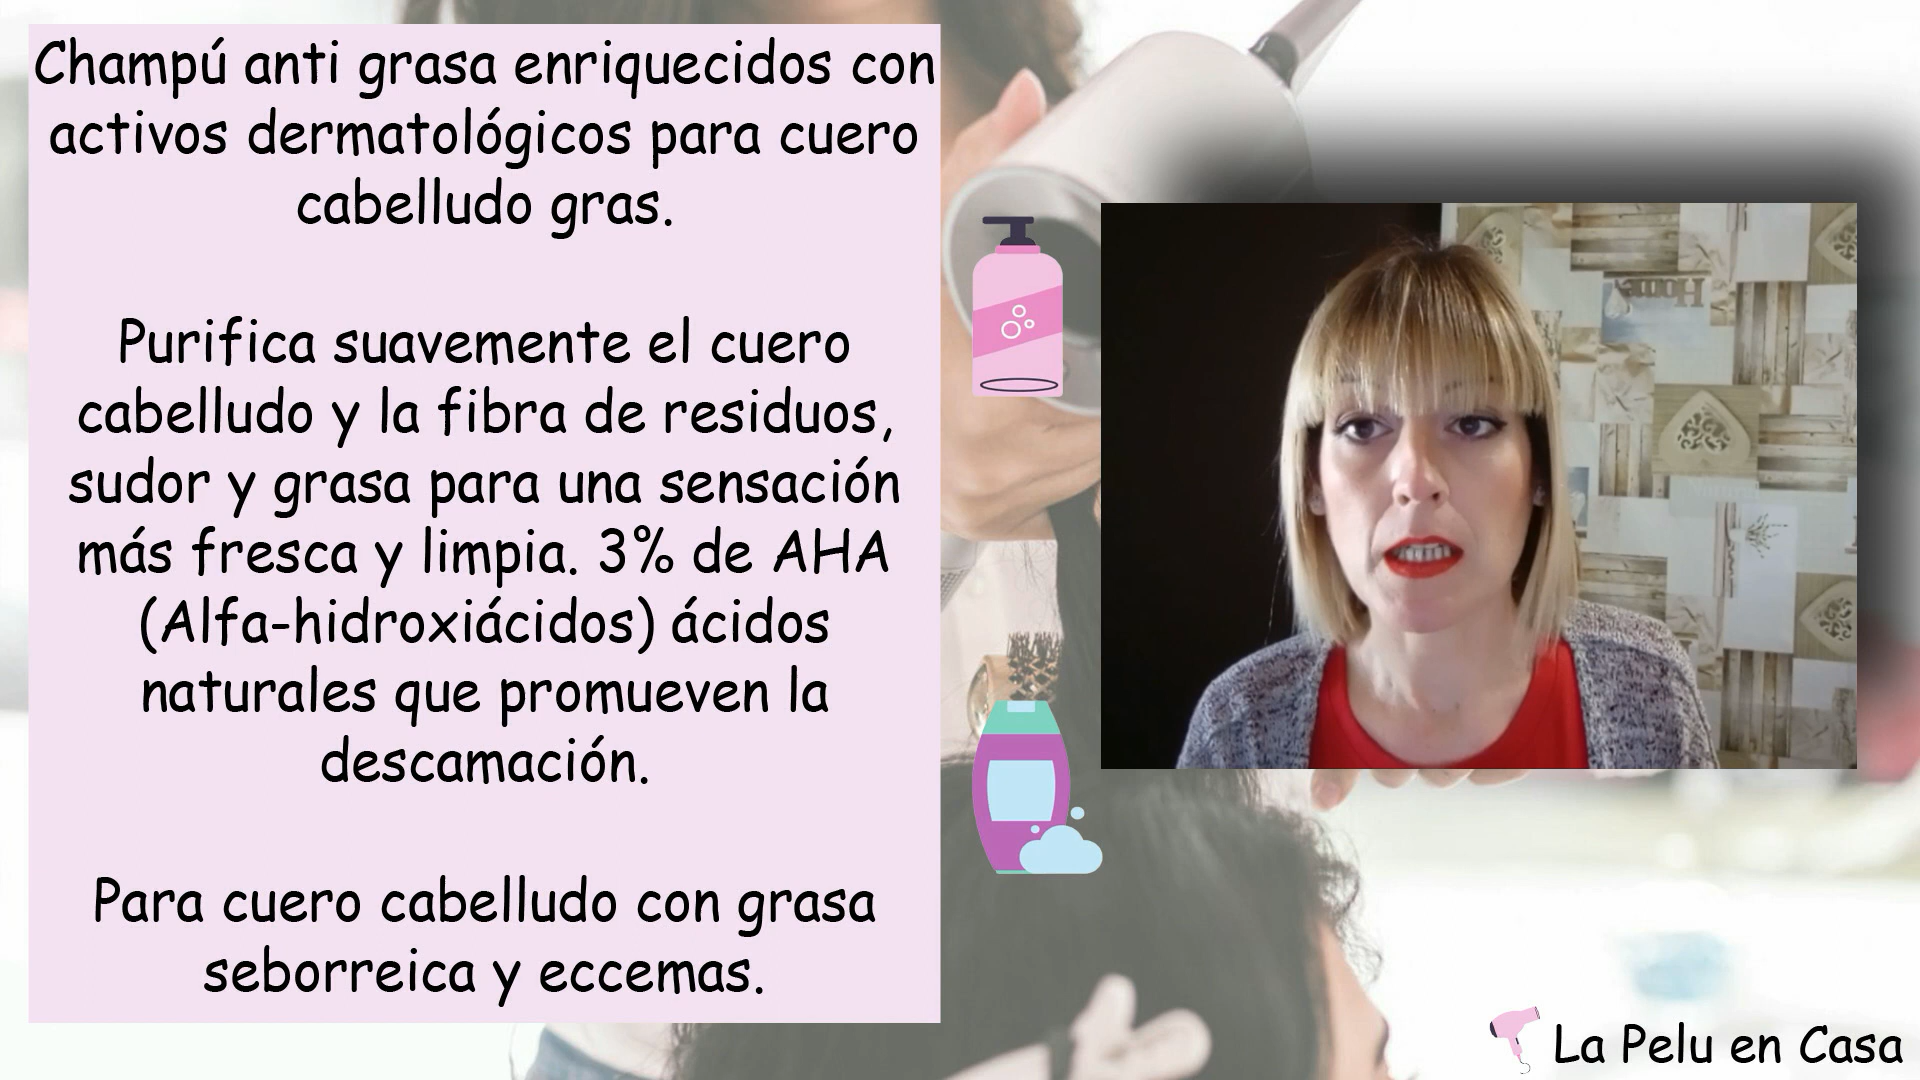 Champú anti grasa enriquecidos con
activos dermatológicos para cuero
cabelludo gras.
Purifica suavemente el cuero
cabelludo y la fibra de residuos,
sudor y grasa para una sensación
más fresca y limpia. 3% de AHA
(Alfa-hidroxiácidos) ácidos
naturales que promueven la
descamación.
Para cuero cabelludo con grasa
seborreica y eccemas.
La Pelu en Casa